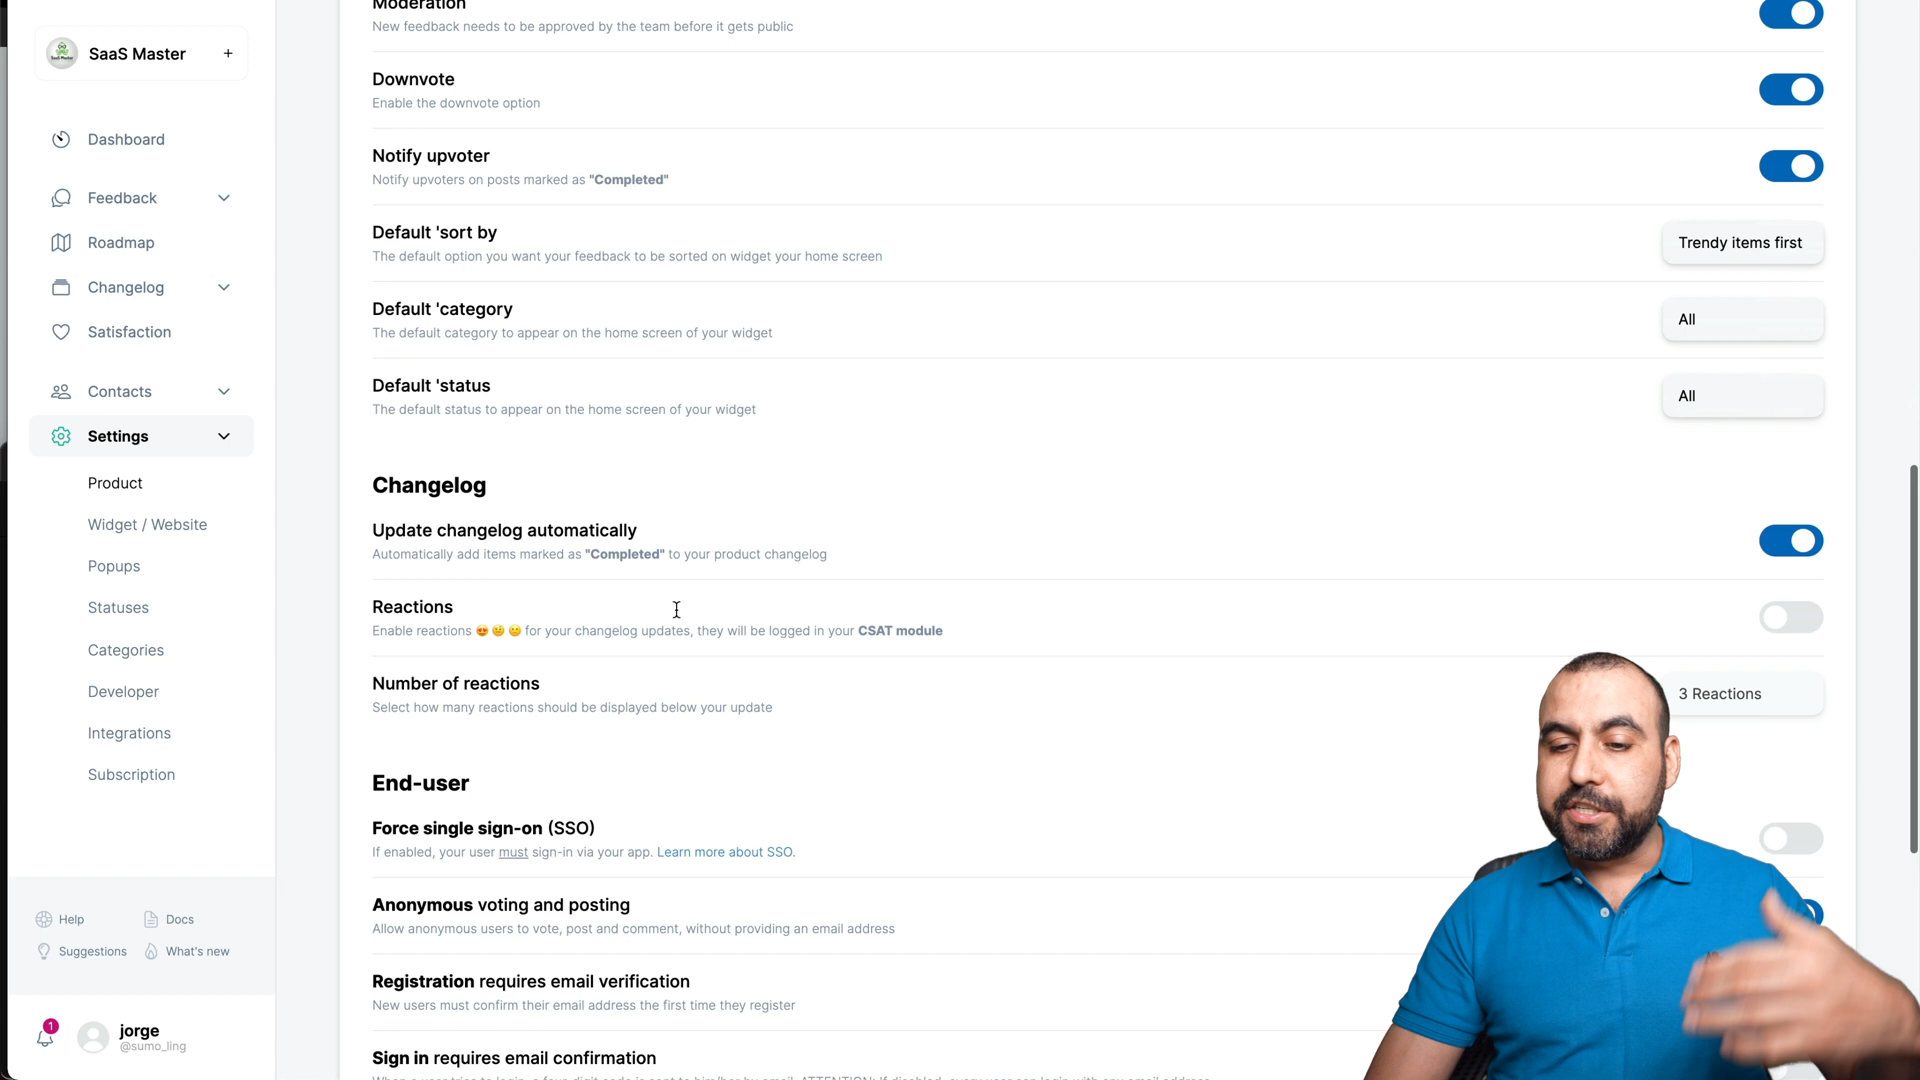 SaaS Master +
Dashboard
Feedback
Roadmap
Changelog
Satisfaction
Contacts
Settings
Product
Widget / Website
Popups
Statuses
Categories
Developer
Integrations
Subscription
Help
Docs
Suggestions
What's new
1
jorge
@sumo_ling
Moderation
New feedback needs to be approved by the team before it gets public
Downvote
Enable the downvote option
Notify upvoter
Notify upvoters on posts marked as "Completed"
Default 'sort by
The default option you want your feedback to be sorted on widget your home screen
Trendy items first
Default 'category
The default category to appear on the home screen of your widget
All
Default 'status
The default status to appear on the home screen of your widget
All
Changelog
Update changelog automatically
Automatically add items marked as "Completed" to your product changelog
Reactions
Enable reactions 😍 😐 🙁 for your changelog updates, they will be logged in your CSAT module
Number of reactions
Select how many reactions should be displayed below your update
3 Reactions
End-user
Force single sign-on (SSO)
If enabled, your user must sign-in via your app. Learn more about SSO.
Anonymous voting and posting
Allow anonymous users to vote, post and comment, without providing an email address
Registration requires email verification
New users must confirm their email address the first time they register
Sign in requires email confirmation